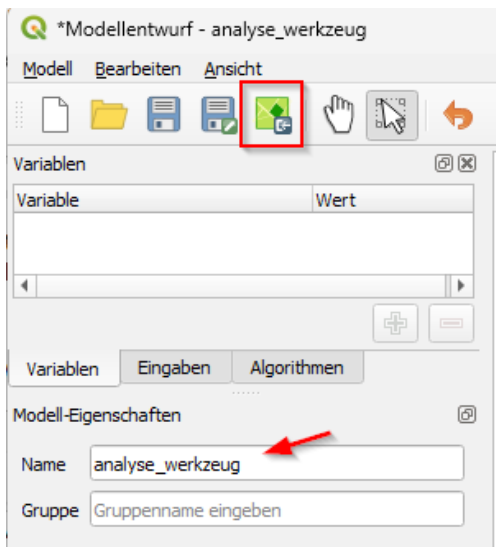 *Modellentwurf - analyse_werkzeug
Modell Bearbeiten Ansicht
Variablen
Variable Wert
Variablen Eingaben Algorithmen
Modell-Eigenschaften
Name analyse_werkzeug
Gruppe Gruppenname eingeben